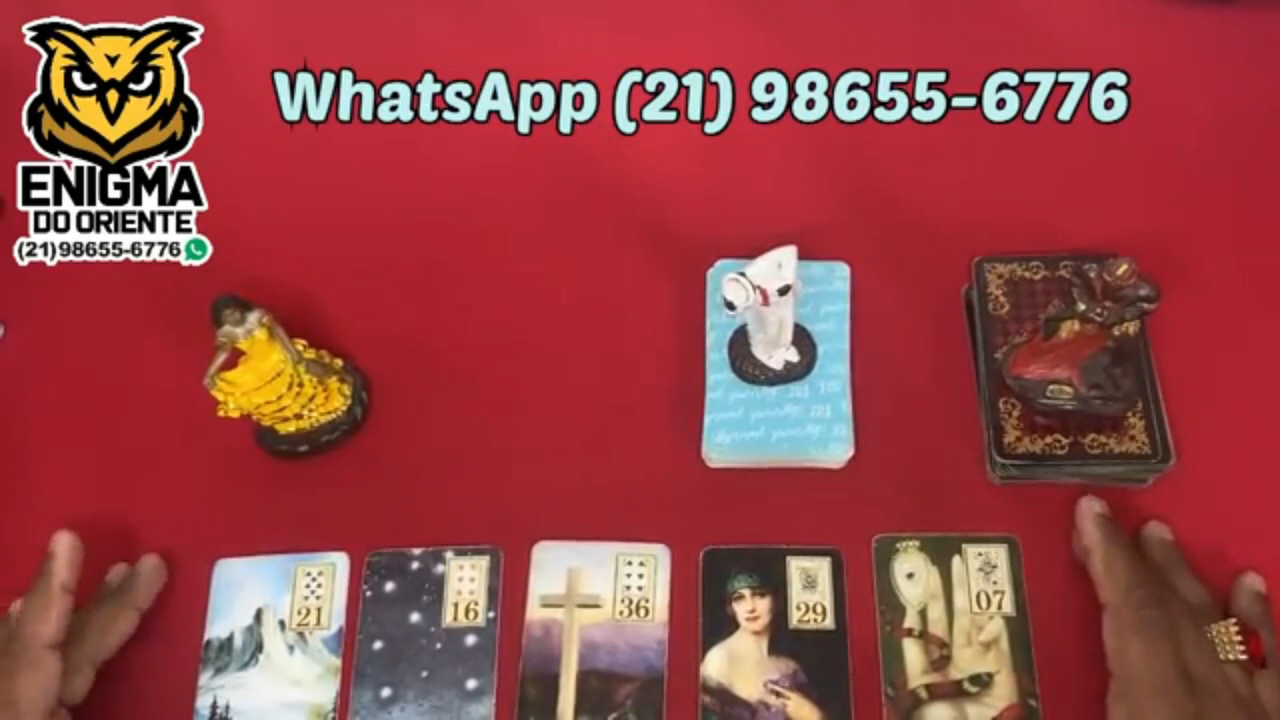 WhatsApp (21) 98655-6776
ENIGMA
DO ORIENTE
(21)98655-6776
21
16
36
29
07